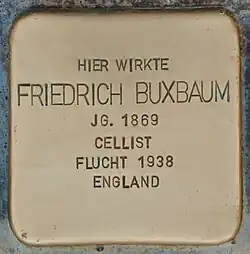 HIER WIRKTE
FRIEDRICH BUXBAUM
JG. 1869
CELLIST
FLUCHT 1938
ENGLAND